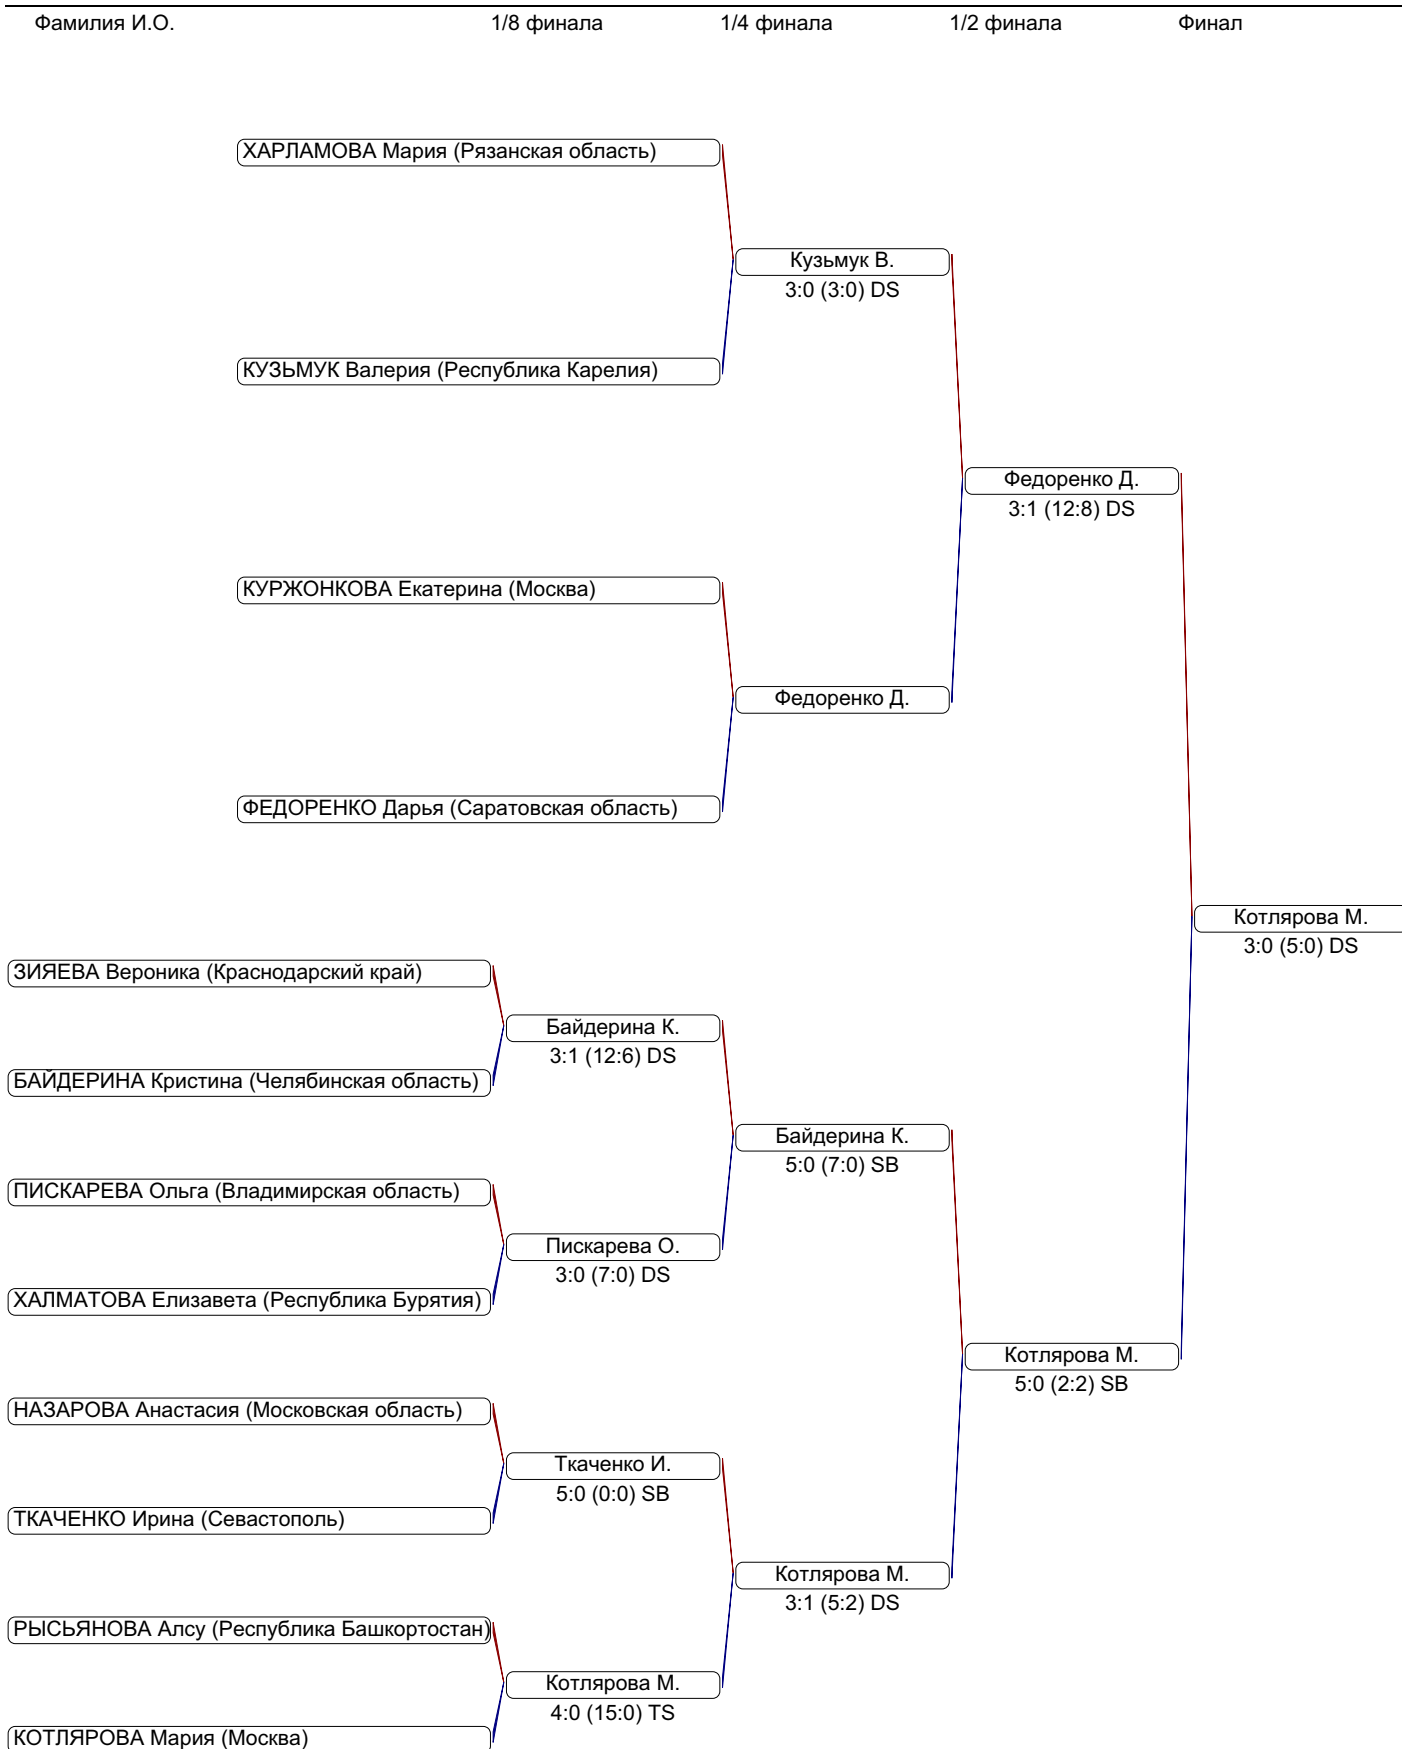 Фамилия И.О. 1/8 финала 1/4 финала 1/2 финала Финал
ХАРЛАМОВА Мария (Рязанская область)
Кузьмук В.
3:0 (3:0) DS
КУЗЬМУК Валерия (Республика Карелия)
Федоренко Д.
3:1 (12:8) DS
КУРЖОНКОВА Екатерина (Москва)
Федоренко Д.
ФЕДОРЕНКО Дарья (Саратовская область)
Котлярова М.
3:0 (5:0) DS
ЗИЯЕВА Вероника (Краснодарский край)
Байдерина К.
3:1 (12:6) DS
БАЙДЕРИНА Кристина (Челябинская область)
Байдерина К.
5:0 (7:0) SB
ПИСКАРЕВА Ольга (Владимирская область)
Пискарева О.
3:0 (7:0) DS
ХАЛМАТОВА Елизавета (Республика Бурятия)
Котлярова М.
5:0 (2:2) SB
НАЗАРОВА Анастасия (Московская область)
Ткаченко И.
5:0 (0:0) SB
ТКАЧЕНКО Ирина (Севастополь)
Котлярова М.
3:1 (5:2) DS
РЫСЬЯНОВА Алсу (Республика Башкортостан)
Котлярова М.
4:0 (15:0) TS
КОТЛЯРОВА Мария (Москва)